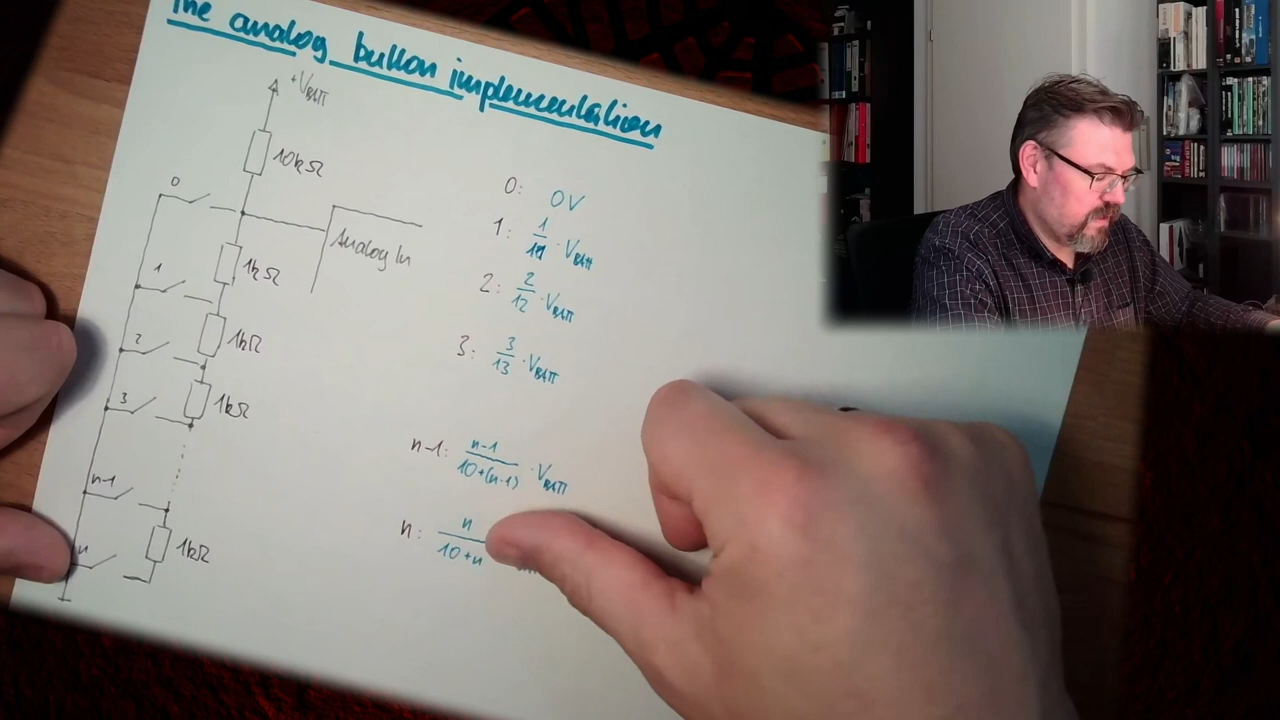 The analog button implementation
+VBATT
10kΩ
0
Analog In
1kΩ
1
1kΩ
2
1kΩ
3
n-1
1kΩ
n
0: 0V
1: 1/11 · VBATT
2: 2/12 · VBATT
3: 3/13 · VBATT
n-1: n-1/10+(n-1) · VBATT
n: n/10+n